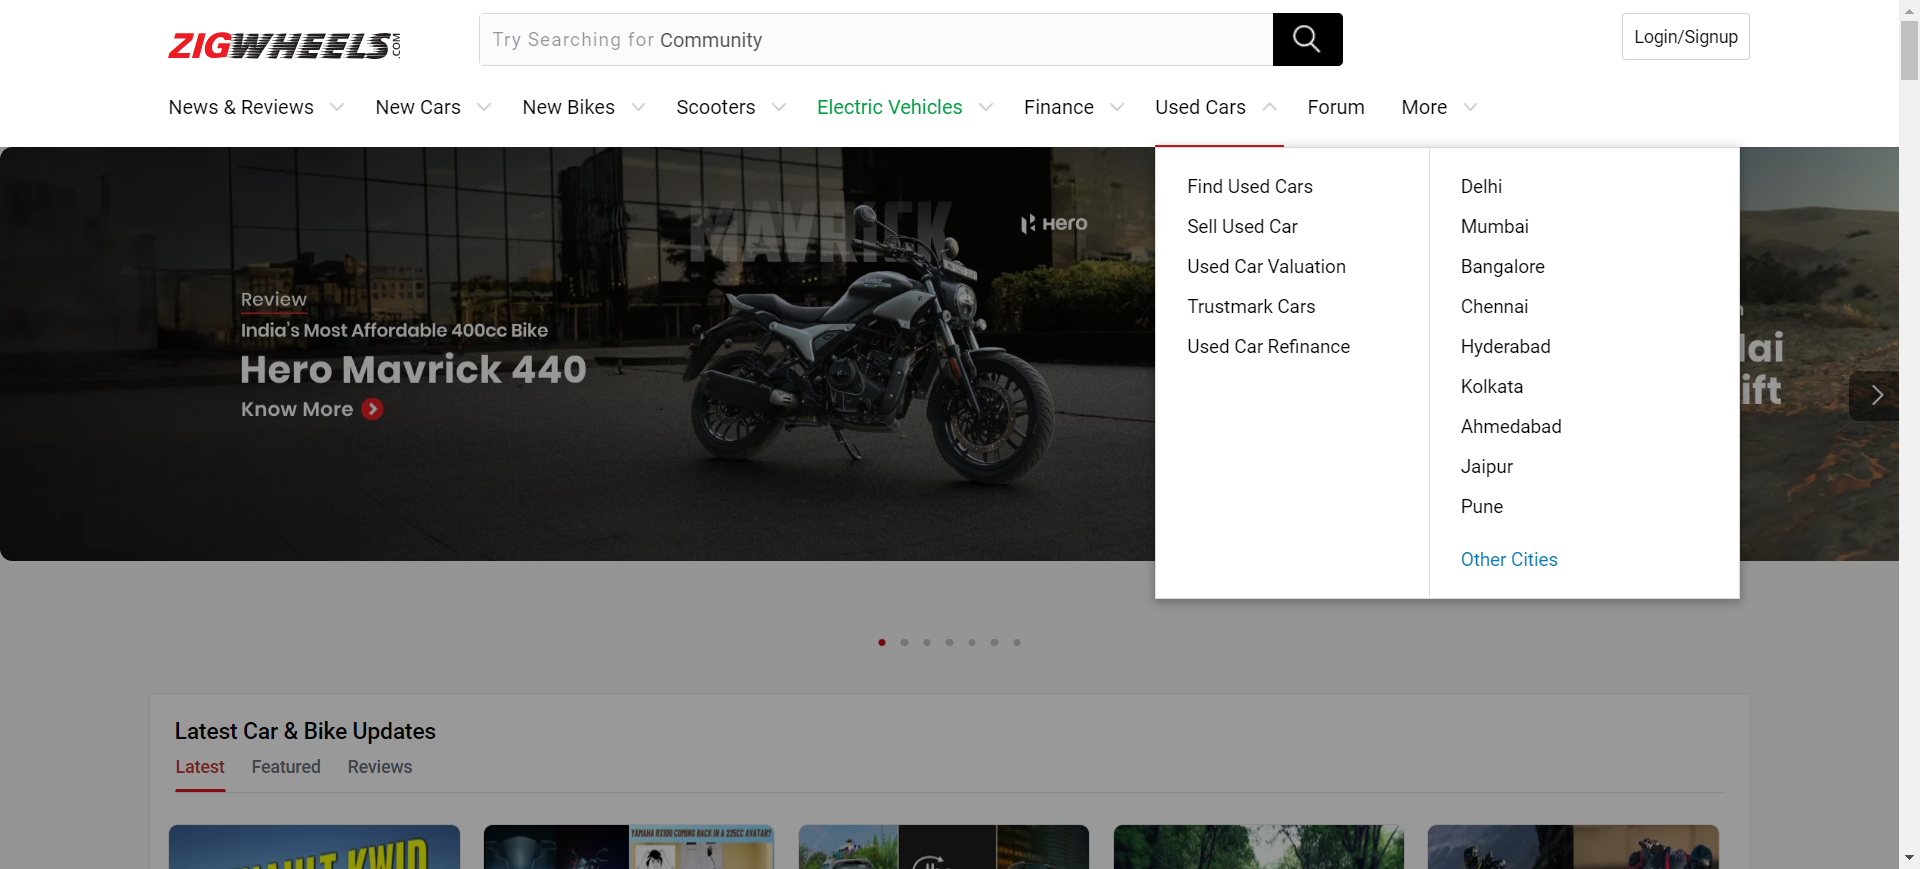 ZIGWHEELS.COM
Try Searching for Community
Login/Signup
News & Reviews
New Cars
New Bikes
Scooters
Electric Vehicles
Finance
Used Cars
Forum
More
Find Used Cars
Sell Used Car
Used Car Valuation
Trustmark Cars
Used Car Refinance
Delhi
Mumbai
Bangalore
Chennai
Hyderabad
Kolkata
Ahmedabad
Jaipur
Pune
Other Cities
MAVRICK
Hero
Review
India's Most Affordable 400cc Bike
Hero Mavrick 440
Know More
lai
ift
Latest Car & Bike Updates
Latest
Featured
Reviews
YAMAHA RX100 COMING BACK IN A 225CC AVATAR?
KWID